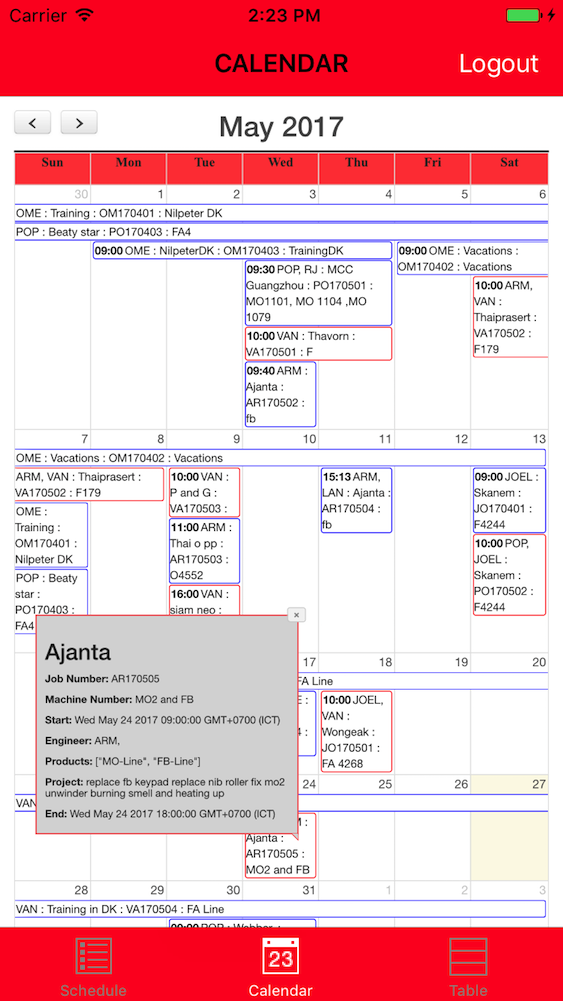 Carrier 2:23 PM
CALENDAR Logout
May 2017
Sun Mon Tue Wed Thu Fri Sat
30 1 2 3 4 5 6
OME : Training : OM170401 : Nilpeter DK
POP : Beaty star : PO170403 : FA4
09:00 OME : NilpeterDK : OM170403 : TrainingDK
09:00 OME : Vacations :
OM170402 : Vacations
09:30 POP, RJ : MCC
Guangzhou : PO170501 :
MO1101, MO 1104 ,MO
1079
10:00 ARM,
VAN :
Thaiprasert :
VA170502 :
F179
10:00 VAN : Thavorn :
VA170501 : F
09:40 ARM :
Ajanta :
AR170502 :
fb
7 8 9 10 11 12 13
OME : Vacations : OM170402 : Vacations
ARM, VAN : Thaiprasert :
VA170502 : F179
10:00 VAN :
P and G :
VA170503 :
15:13 ARM,
LAN : Ajanta :
AR170504 :
fb
09:00 JOEL :
Skanem :
JO170401 :
F4244
OME :
Training :
OM170401 :
Nilpeter DK
11:00 ARM :
Thai o pp :
AR170503 :
O4552
10:00 POP,
JOEL :
Skanem :
PO170502 :
F4244
POP : Beaty
star :
PO170403 :
FA4
16:00 VAN :
siam neo :
×
Ajanta
Job Number: AR170505
Machine Number: MO2 and FB
Start: Wed May 24 2017 09:00:00 GMT+0700 (ICT)
Engineer: ARM,
Products: ["MO-Line", "FB-Line"]
Project: replace fb keypad replace nib roller fix mo2
unwinder burning smell and heating up
End: Wed May 24 2017 18:00:00 GMT+0700 (ICT)
17 18 19 20
FA Line
10:00 JOEL,
VAN :
Wongeak :
JO170501 :
FA 4268
24 25 26 27
VAN
Ajanta :
AR170505 :
MO2 and FB
28 29 30 31 1 2 3
VAN : Training in DK : VA170504 : FA Line
09:00 POP : Webber :
Schedule 23 Calendar Table